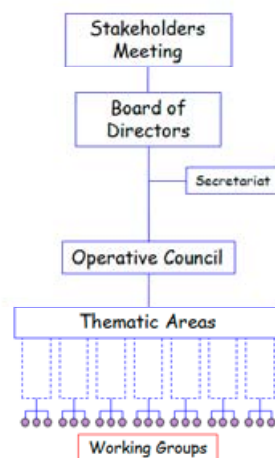 Stakeholders
Meeting
Board of
Directors
Secretariat
Operative Council
Thematic Areas
Working Groups